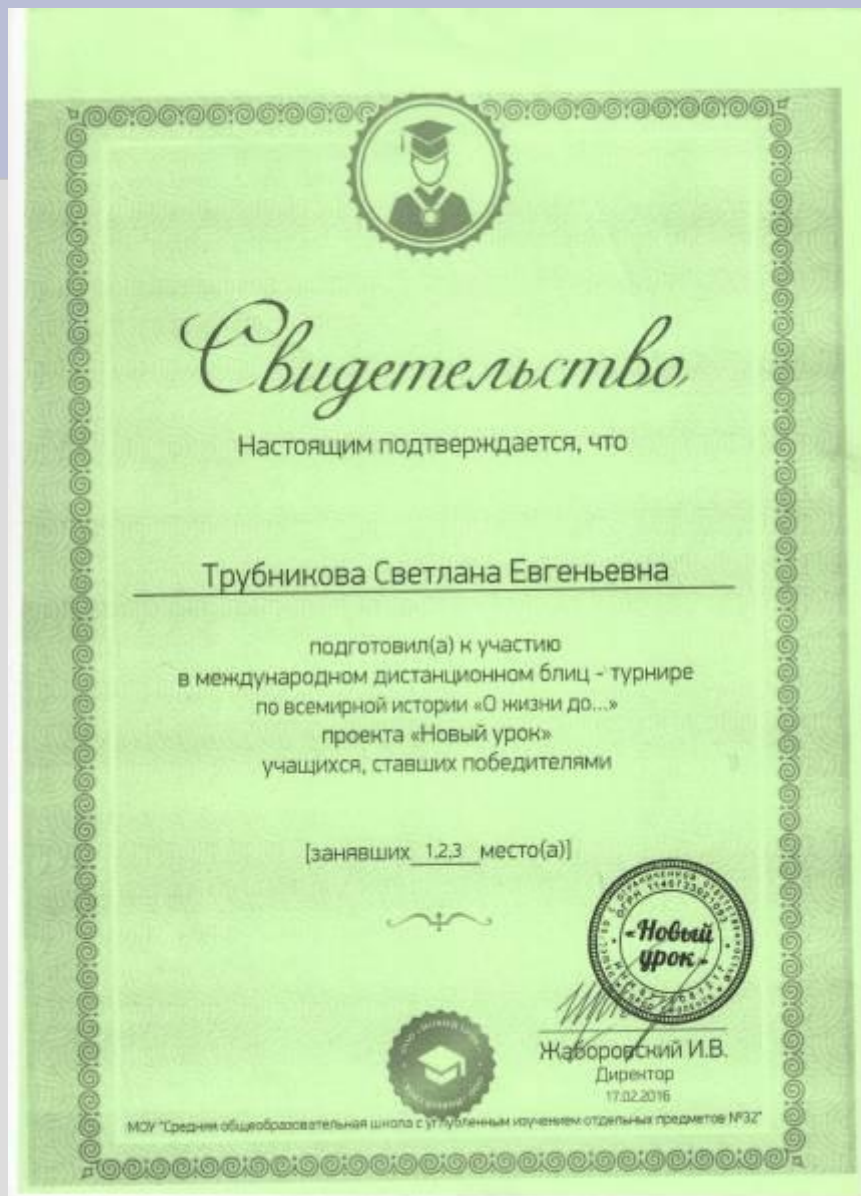 Свидетельство
Настоящим подтверждается, что
Трубникова Светлана Евгеньевна
подготовил(а) к участию
в международном дистанционном блиц - турнире
по всемирной истории «О жизни до...»
проекта «Новый урок»
учащихся, ставших победителями
[занявших 1,2,3 место(а)]
«Новый
урок»
Жаборовский И.В.
Директор
17.02.2016
МОУ "Средняя общеобразовательная школа с углубленным изучением отдельных предметов №32"